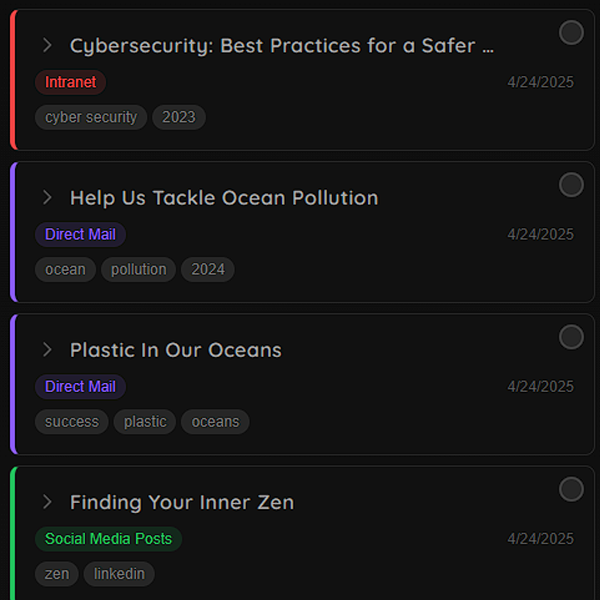 Cybersecurity: Best Practices for a Safer ...
Intranet 4/24/2025
cyber security 2023
Help Us Tackle Ocean Pollution
Direct Mail 4/24/2025
ocean pollution 2024
Plastic In Our Oceans
Direct Mail 4/24/2025
success plastic oceans
Finding Your Inner Zen
Social Media Posts 4/24/2025
zen linkedin